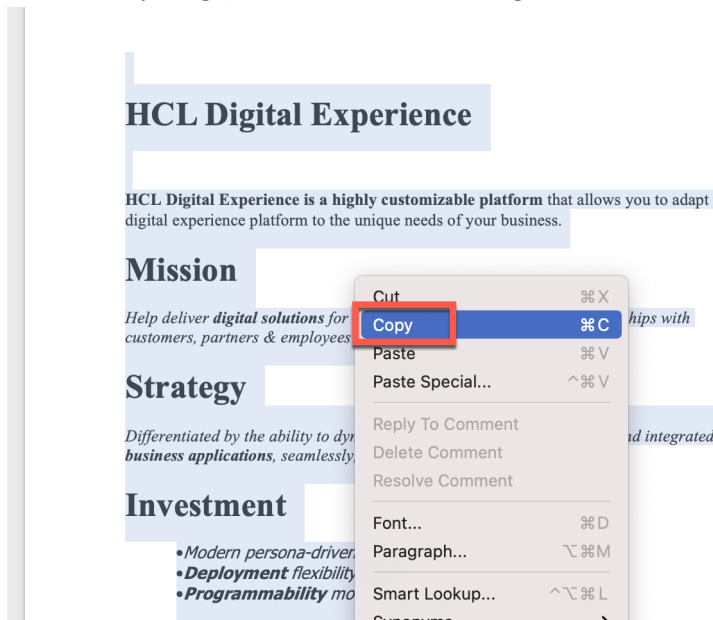 HCL Digital Experience
HCL Digital Experience is a highly customizable platform that allows you to adapt
digital experience platform to the unique needs of your business.
Mission
Cut ⌘X
Help deliver digital solutions for hips with
Copy ⌘C
customers, partners & employees
Paste ⌘V
Strategy
Paste Special... ^⌘V
Reply To Comment
Differentiated by the ability to nd integrated
Delete Comment
business applications, seamlessly,
Resolve Comment
Investment
Font... ⌘D
•Modern persona-driven
Paragraph... ⌥⌘M
•Deployment flexibility
•Programmability
Smart Lookup... ^⌥⌘L
Synonyms